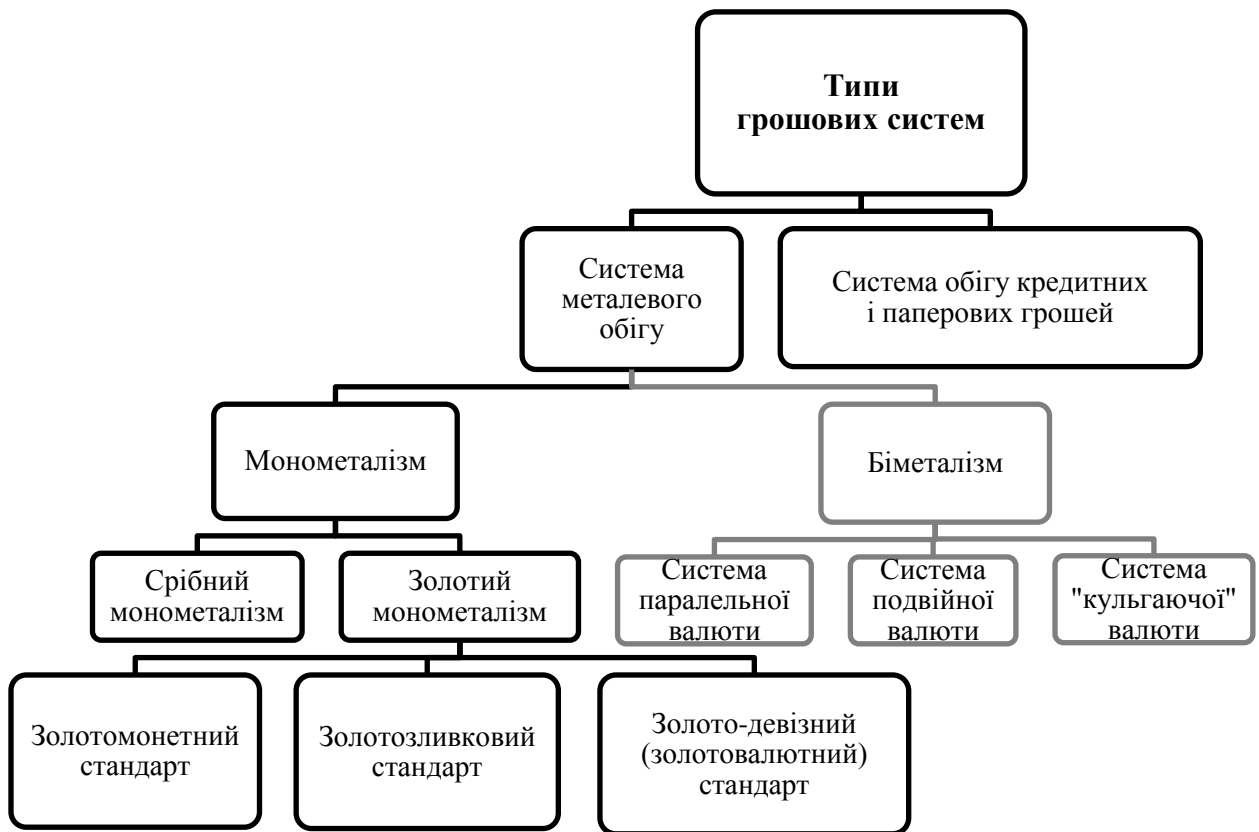 Типи
грошових систем
Система
металевого
обігу
Система обігу кредитних
і паперових грошей
Монометалізм
Біметалізм
Срібний
монометалізм
Золотий
монометалізм
Система
паралельної
валюти
Система
подвійної
валюти
Система
"кульгаючої"
валюти
Золотомонетний
стандарт
Золотозливковий
стандарт
Золото-девізний
(золотовалютний)
стандарт